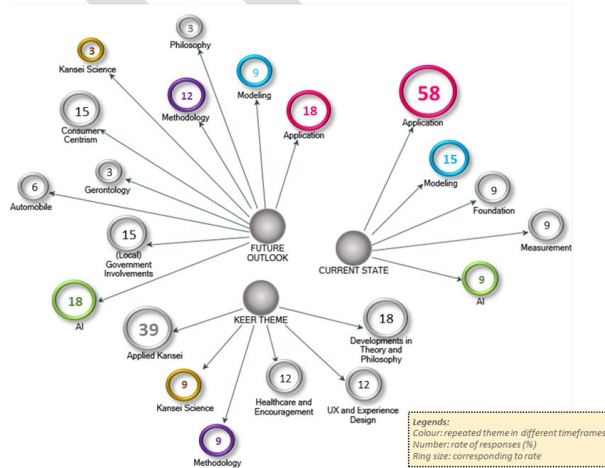 3
Philosophy
3
Kansei Science
9
Modeling
12
Methodology
18
Application
58
Application
15
Consumer
Centrism
15
Modeling
3
Gerontology
6
Automobile
9
Foundation
9
Measurement
15
(Local)
Government
Involvements
FUTURE
OUTLOOK
CURRENT STATE
9
AI
18
AI
KEER THEME
39
Applied Kansei
18
Developments in
Theory and
Philosophy
9
Kansei Science
12
Healthcare and
Encouragement
12
UX and Experience
Design
9
Methodology
Legends:
Colour: repeated theme in different timeframes
Number: rate of responses (%)
Ring size: corresponding to rate